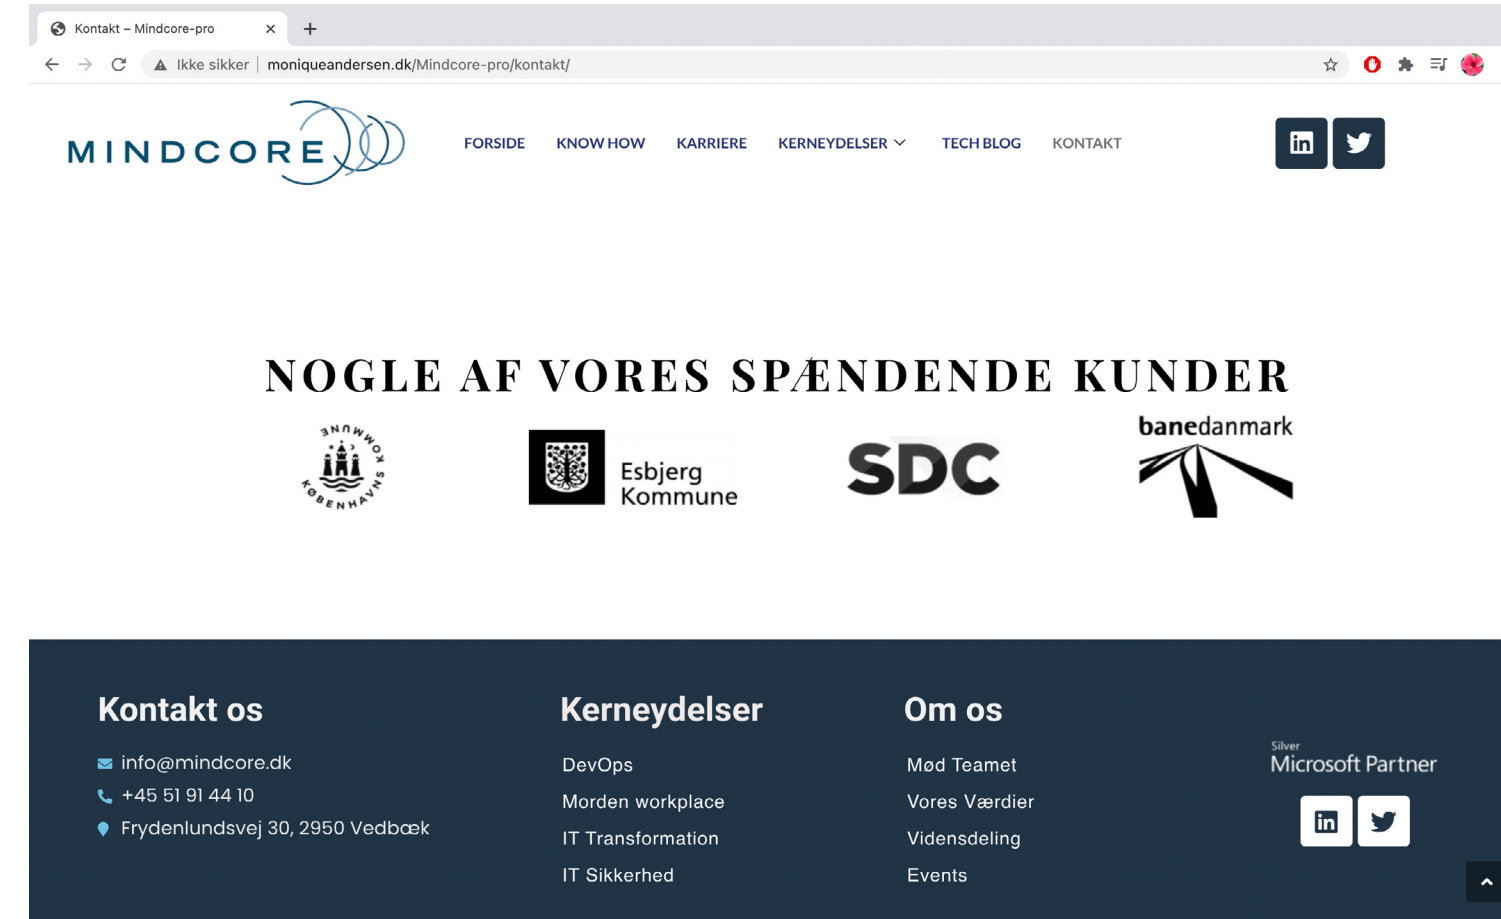 Kontakt – Mindcore-pro
Ikke sikker
moniqueandersen.dk/Mindcore-pro/kontakt/
MINDCORE
FORSIDE
KNOW HOW
KARRIERE
KERNEYDELSER
TECH BLOG
KONTAKT
NOGLE AF VORES SPÆNDENDE KUNDER
KØBENHAVNS KOMMUNE
Esbjerg
Kommune
SDC
banedanmark
Kontakt os
info@mindcore.dk
+45 51 91 44 10
Frydenlundsvej 30, 2950 Vedbæk
Kerneydelser
DevOps
Morden workplace
IT Transformation
IT Sikkerhed
Om os
Mød Teamet
Vores Værdier
Vidensdeling
Events
Silver
Microsoft Partner